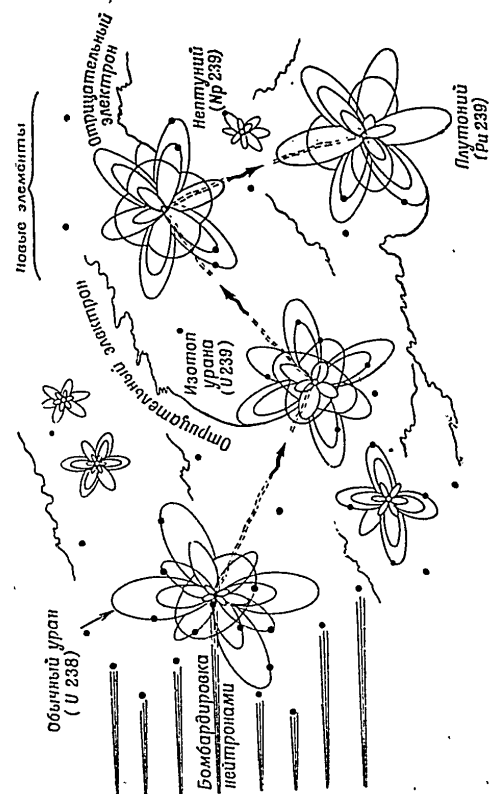 Обычный уран
(U 238)
Бомбардировка
нейтронами
Отрицательный электрон
Изотоп
урана
(U 239)
Новые элементы
Отрицательный
электрон
Нептуний
(Np 239)
Плутоний
(Pu 239)